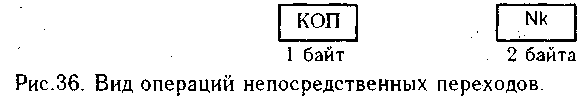 КОП Nk
1 байт 2 байта
Рис.36. Вид операций непосредственных переходов.